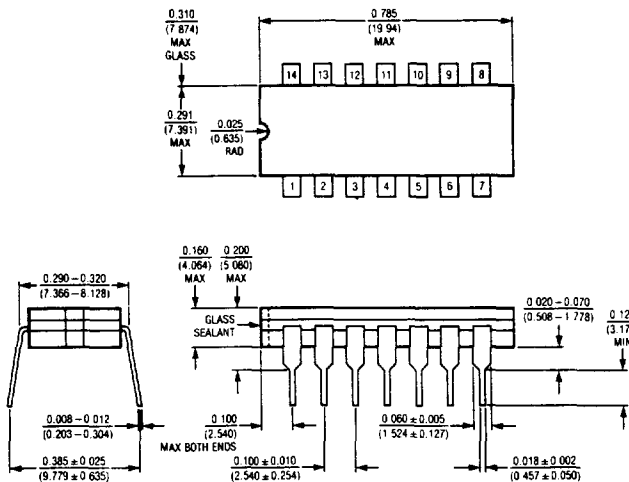 0.310
(7.874)
MAX
GLASS
0.785
(19.94)
MAX
14 13 12 11 10 9 8
0.291
(7.391)
MAX
0.025
(0.635)
RAD
1 2 3 4 5 6 7
0.290–0.320
(7.366–8.128)
0.160
(4.064)
MAX
0.200
(5.080)
MAX
GLASS
SEALANT
0.020–0.070
(0.508–1.778)
0.12
(3.17
MIN
0.008–0.012
(0.203–0.304)
0.385±0.025
(9.779±0.635)
0.100
(2.540)
MAX BOTH ENDS
0.100±0.010
(2.540±0.254)
0.060±0.005
(1.524±0.127)
0.018±0.002
(0.457±0.050)